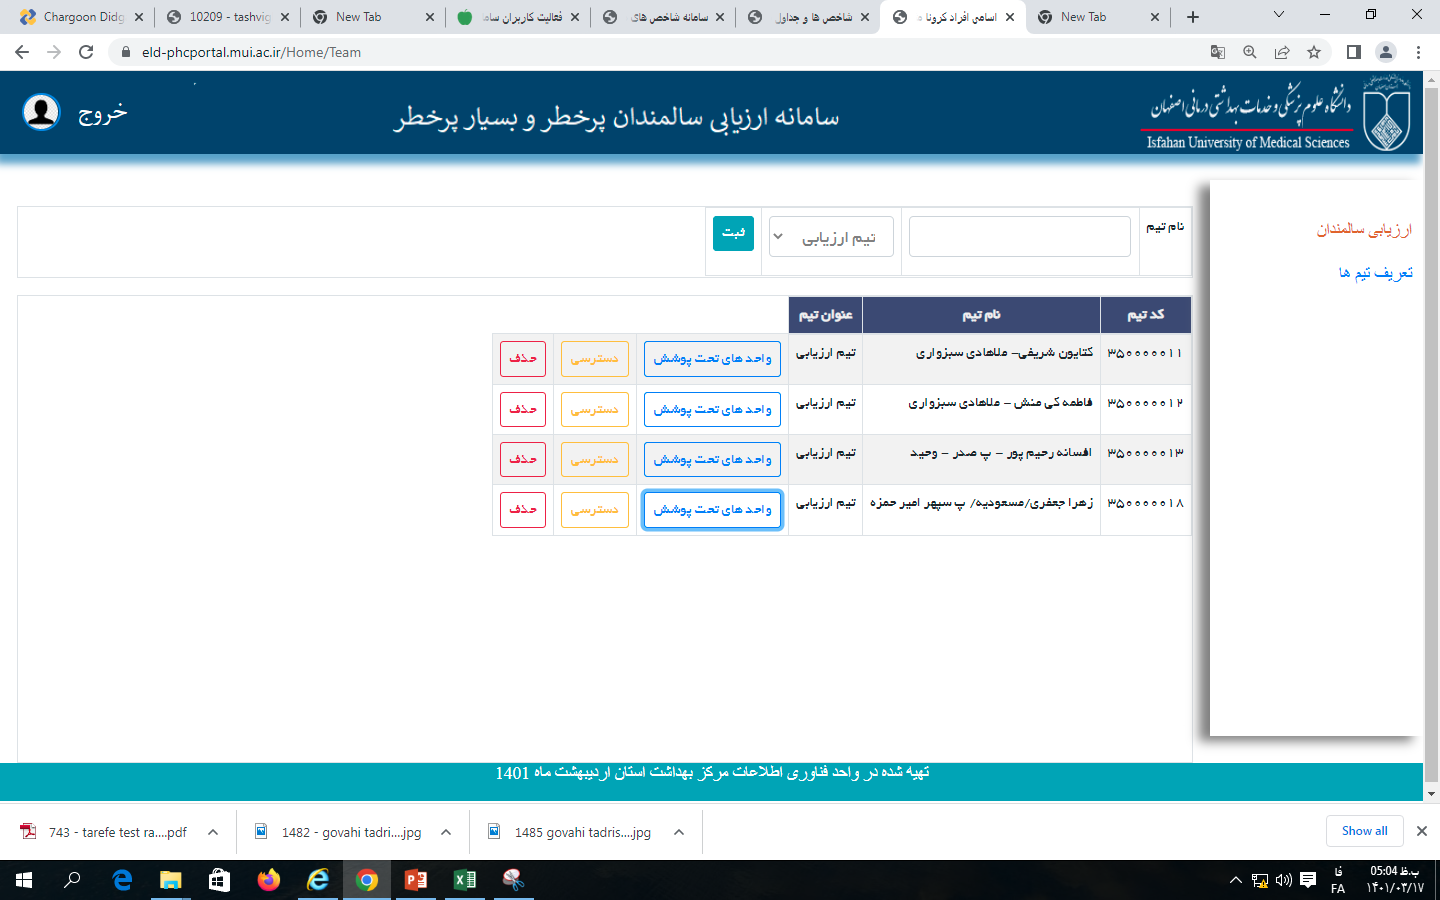 Chargoon Didg
10209 - tashvig
New Tab
فعالیت کاربران ساما
سامانه شاخص های
شاخص ها و جداول
اسامی افراد کرونا م
New Tab
eld-phcportal.mui.ac.ir/Home/Team
دانشگاه علوم پزشکی و خدمات بهداشتی درمانی اصفهان
Isfahan University of Medical Sciences
سامانه ارزیابی سالمندان پرخطر و بسیار پرخطر
خروج
ارزیابی سالمندان
تعریف تیم ها
نام تیم
تیم ارزیابی
ثبت
کد تیم نام تیم عنوان تیم
۳۵۰۰۰۰۰۱۱ کتایون شریفی- ملاهادی سبزواری تیم ارزیابی واحد های تحت پوشش دسترسی حذف
۳۵۰۰۰۰۰۱۲ فاطمه کی منش - ملاهادی سبزواری تیم ارزیابی واحد های تحت پوشش دسترسی حذف
۳۵۰۰۰۰۰۱۳ افسانه رحیم پور - پ صدر - وحید تیم ارزیابی واحد های تحت پوشش دسترسی حذف
۳۵۰۰۰۰۰۱۸ زهرا جعفری/مسعودیه/ پ سپهر امیر حمزه تیم ارزیابی واحد های تحت پوشش دسترسی حذف
تهیه شده در واحد فناوری اطلاعات مرکز بهداشت استان اردیبهشت ماه 1401
743 - tarefe test ra....pdf
1482 - govahi tadri....jpg
1485 govahi tadris....jpg
Show all
فا
FA
05:04 ب.ظ
۱۴۰۱/۰۳/۱۷